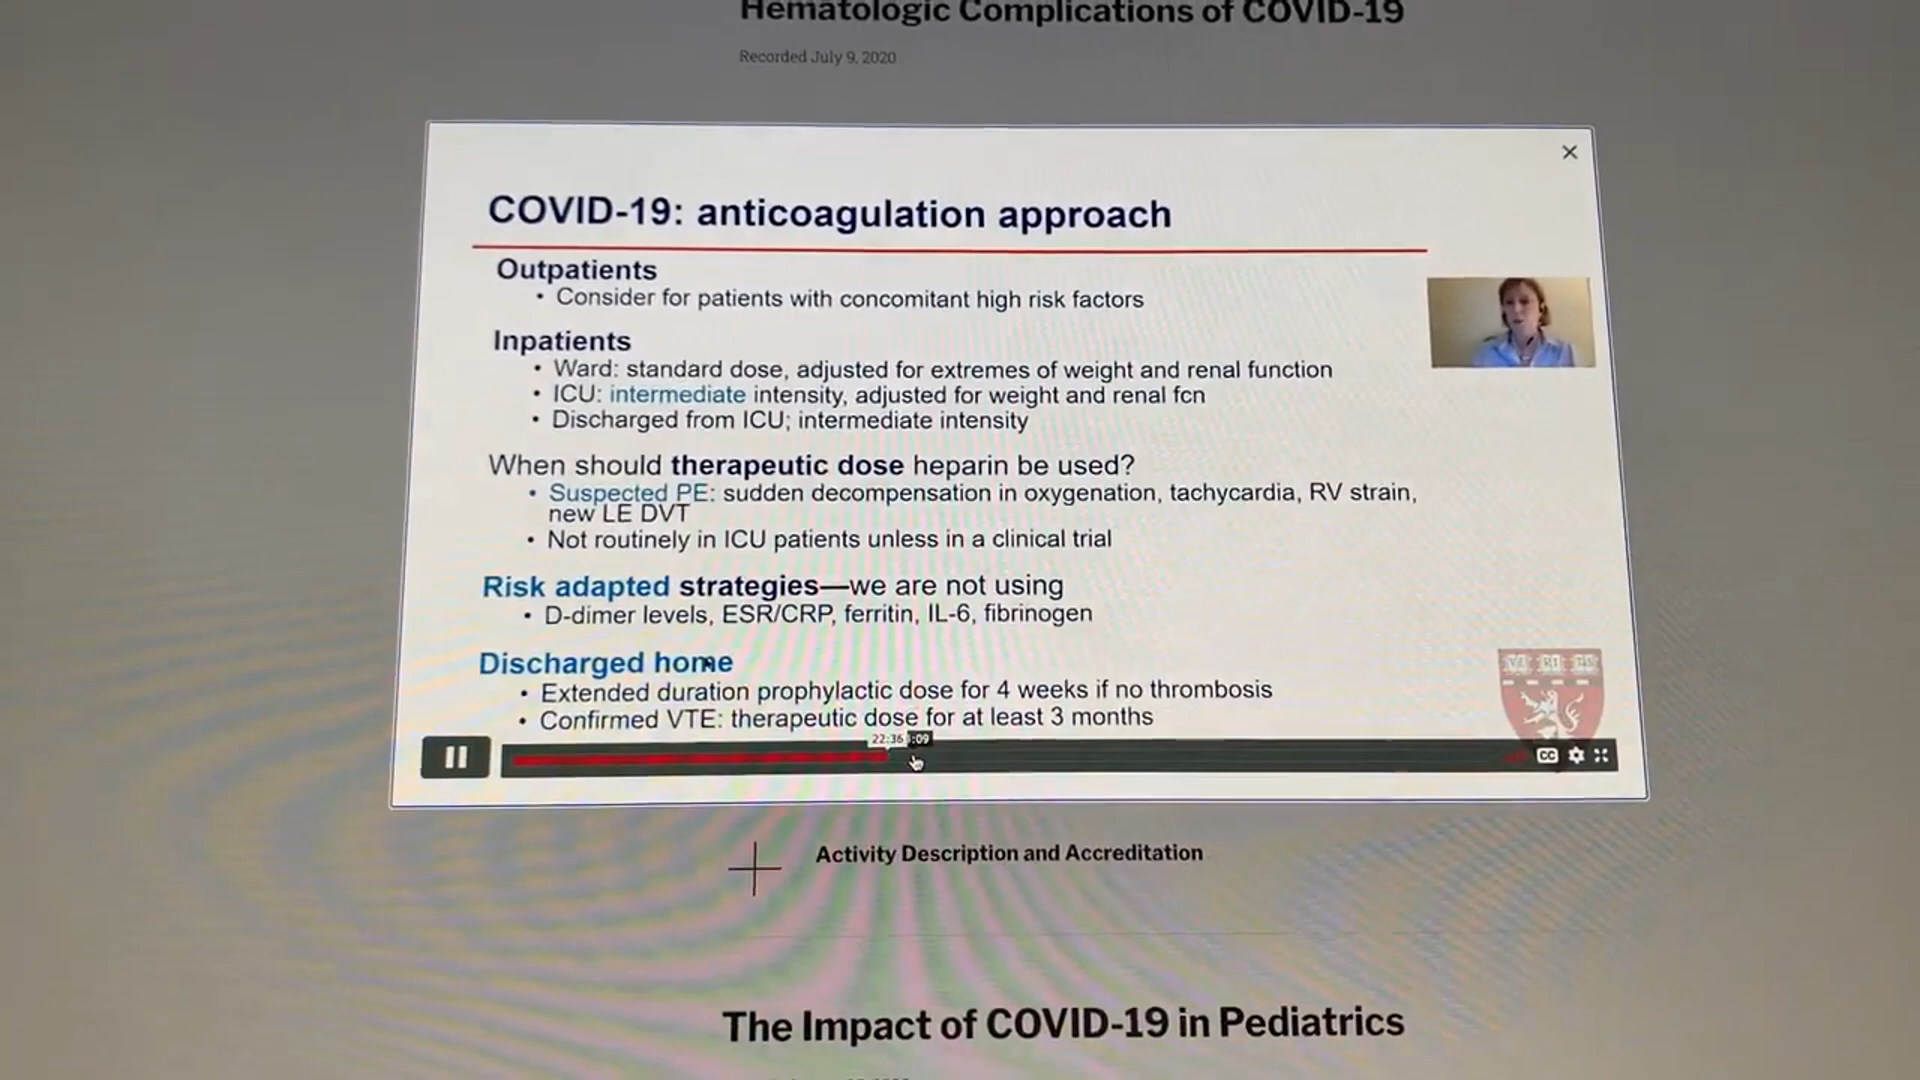 Hematologic Complications of COVID-19
Recorded July 9, 2020
COVID-19: anticoagulation approach
Outpatients
• Consider for patients with concomitant high risk factors
Inpatients
• Ward: standard dose, adjusted for extremes of weight and renal function
• ICU: intermediate intensity, adjusted for weight and renal fcn
• Discharged from ICU; intermediate intensity
When should therapeutic dose heparin be used?
• Suspected PE: sudden decompensation in oxygenation, tachycardia, RV strain,
new LE DVT
• Not routinely in ICU patients unless in a clinical trial
Risk adapted strategies—we are not using
• D-dimer levels, ESR/CRP, ferritin, IL-6, fibrinogen
Discharged home
• Extended duration prophylactic dose for 4 weeks if no thrombosis
• Confirmed VTE: therapeutic dose for at least 3 months
VE RI TAS
22:36 :09
CC
Activity Description and Accreditation
The Impact of COVID-19 in Pediatrics